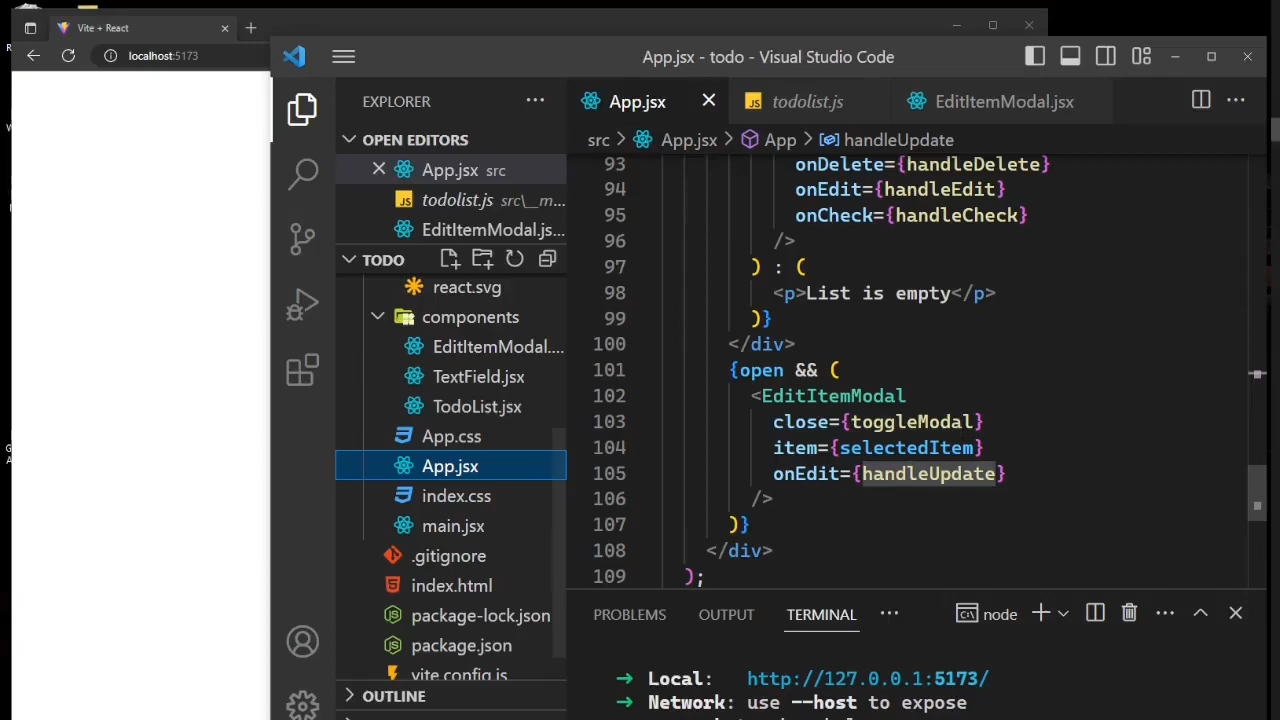 Vite + React
localhost:5173
App.jsx - todo - Visual Studio Code
EXPLORER
OPEN EDITORS
App.jsx src
todolist.js src\__m...
EditItemModal.js...
TODO
react.svg
components
EditItemModal....
TextField.jsx
TodoList.jsx
App.css
App.jsx
index.css
main.jsx
.gitignore
index.html
package-lock.json
package.json
vite.config.js
OUTLINE
App.jsx
todolist.js
EditItemModal.jsx
src > App.jsx > App > handleUpdate
93 onDelete={handleDelete}
94 onEdit={handleEdit}
95 onCheck={handleCheck}
96 />
97 ) : (
98 <p>List is empty</p>
99 )}
100 </div>
101 {open && (
102 <EditItemModal
103 close={toggleModal}
104 item={selectedItem}
105 onEdit={handleUpdate}
106 />
107 )}
108 </div>
109 );
PROBLEMS OUTPUT TERMINAL ... node
➜ Local: http://127.0.0.1:5173/
➜ Network: use --host to expose